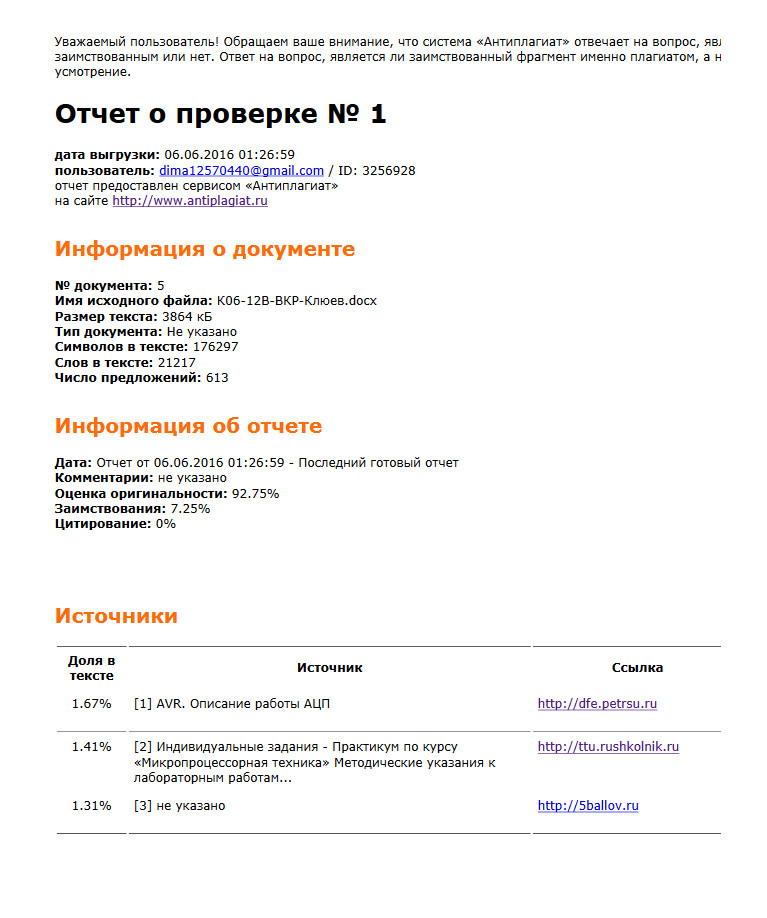 Уважаемый пользователь! Обращаем ваше внимание, что система «Антиплагиат» отвечает на вопрос,
заимствованным или нет. Ответ на вопрос, является ли заимствованный фрагмент именно плагиатом, а
усмотрение.
Отчет о проверке № 1
дата выгрузки: 06.06.2016 01:26:59
пользователь: dima12570440@gmail.com / ID: 3256928
отчет предоставлен сервисом «Антиплагиат»
на сайте http://www.antiplagiat.ru
Информация о документе
№ документа: 5
Имя исходного файла: К06-12В-ВКР-Клюев.docx
Размер текста: 3864 кБ
Тип документа: Не указано
Символов в тексте: 176297
Слов в тексте: 21217
Число предложений: 613
Информация об отчете
Дата: Отчет от 06.06.2016 01:26:59 - Последний готовый отчет
Комментарии: не указано
Оценка оригинальности: 92.75%
Заимствования: 7.25%
Цитирование: 0%
Источники
Доля в
тексте
Источник
Ссылка
1.67%
[1] AVR. Описание работы АЦП
http://dfe.petrsu.ru
1.41%
[2] Индивидуальные задания - Практикум по курсу
«Микропроцессорная техника» Методические указания к
лабораторным работам...
http://ttu.rushkolnik.ru
1.31%
[3] не указано
http://5ballov.ru